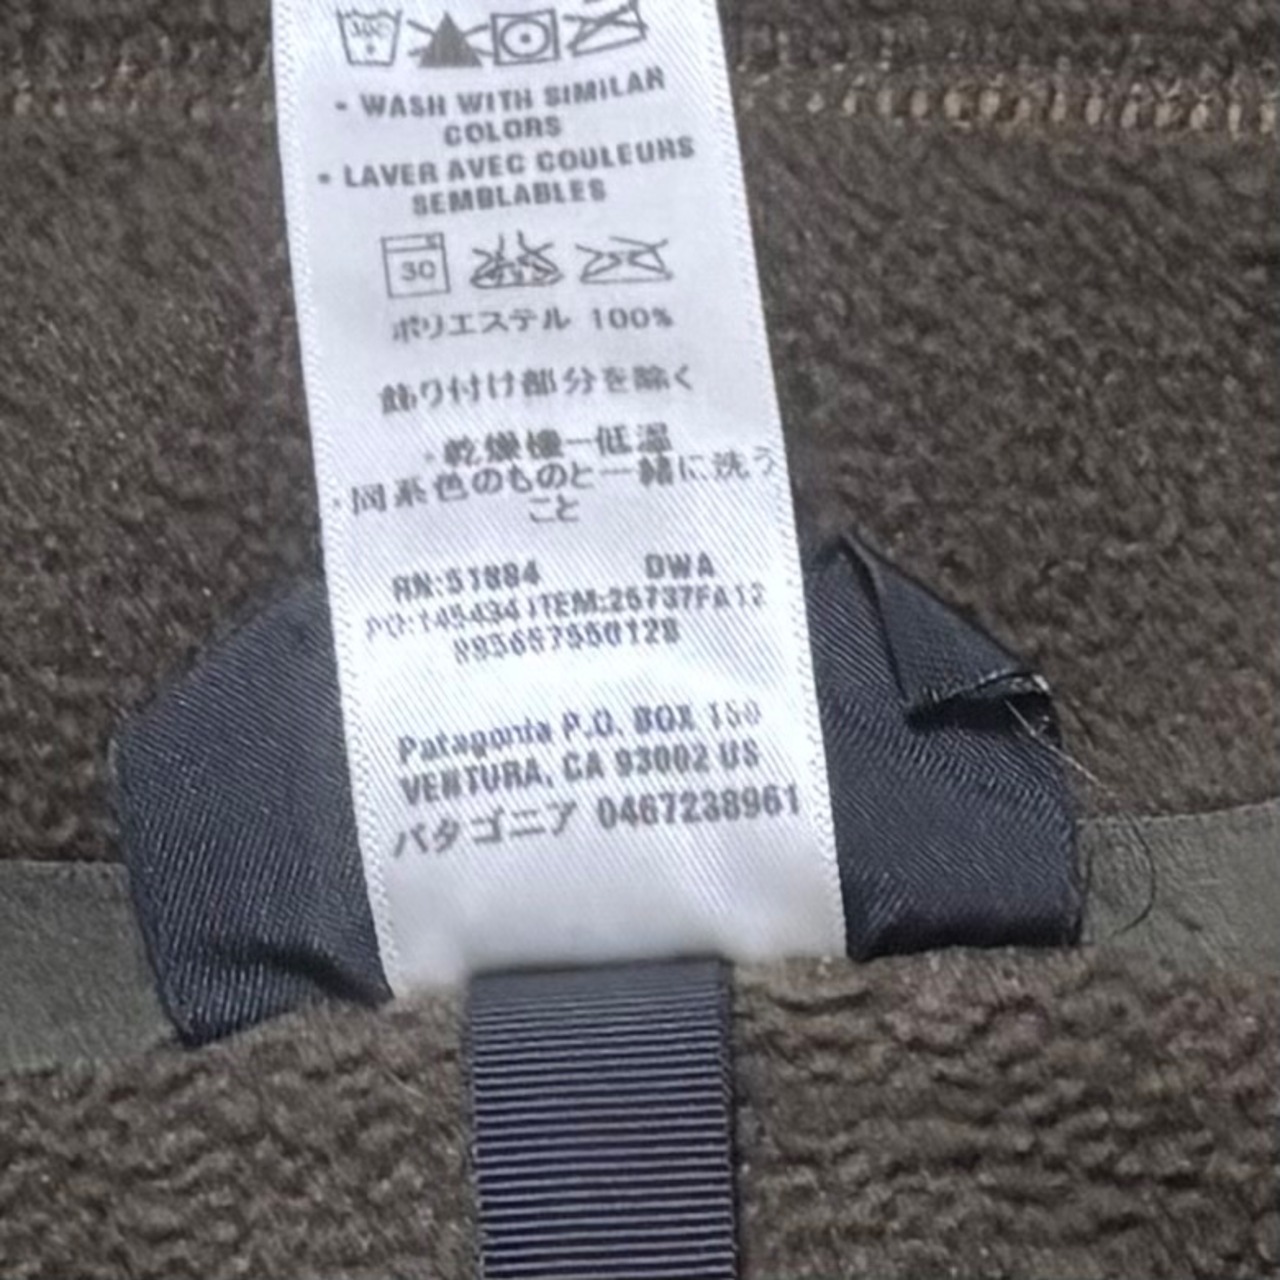 • WASH WITH SIMILAR
COLORS
• LAVER AVEC COULEURS
SEMBLABLES
30
ポリエステル 100%
飾り付け部分を除く
・乾燥機ー低温
・同系色のものと一緒に洗う
こと
RN:51884 DWA
PO:145434 ITEM:25737FA12
Patagonia P.O. BOX 150
VENTURA, CA 93002 US
パタゴニア 0467238961